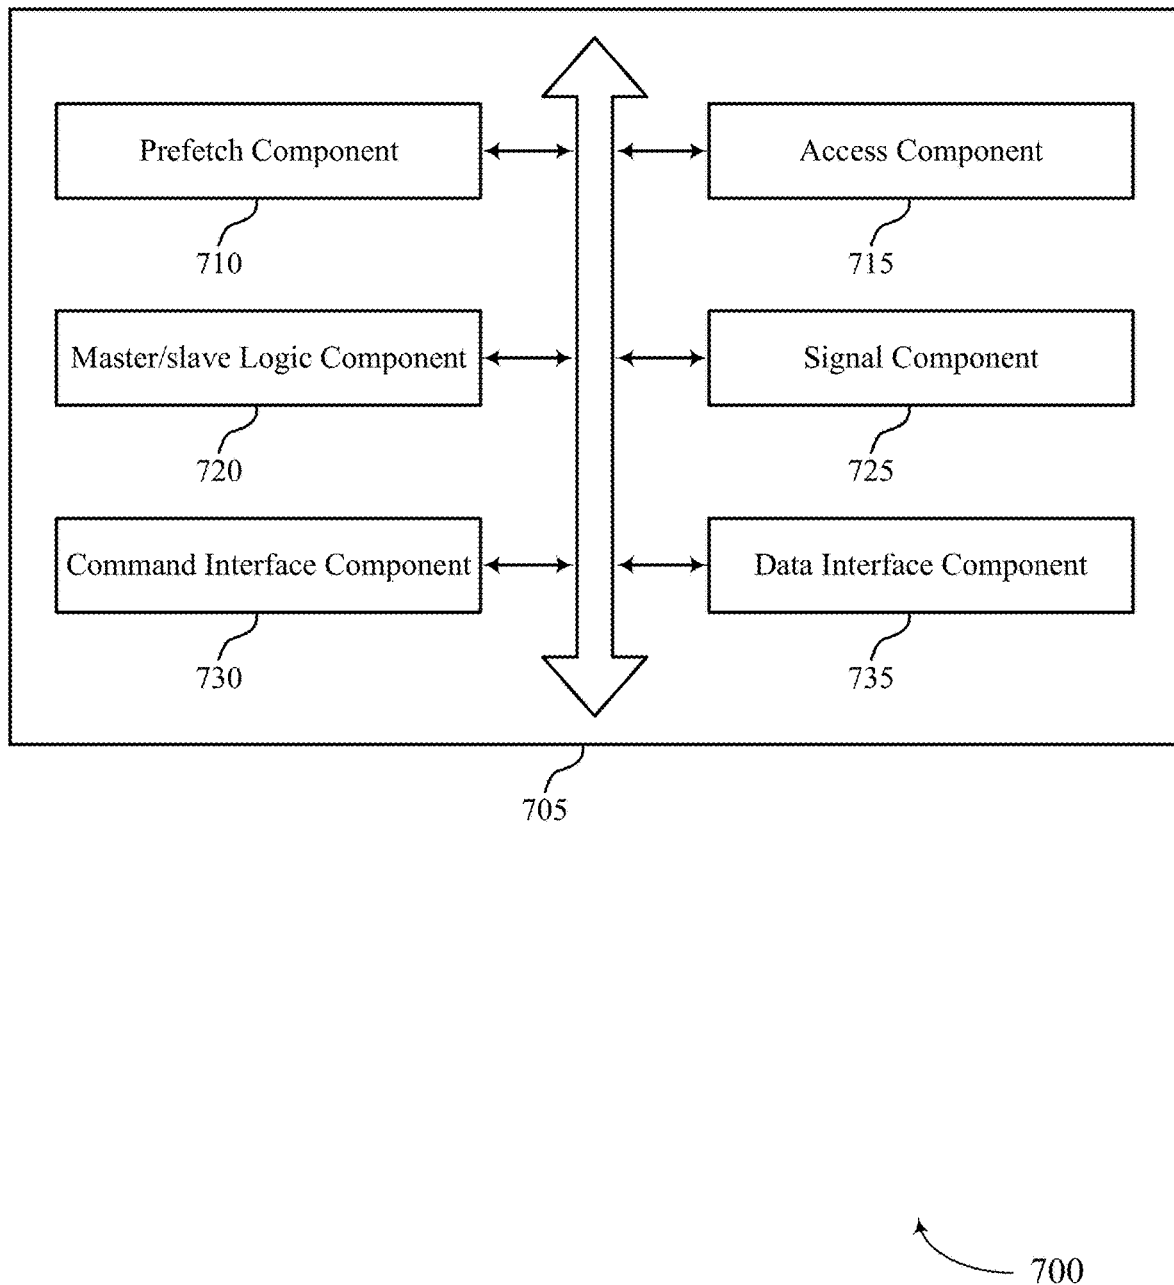 Prefetch Component
Access Component
710
715
Master/slave Logic Component
Signal Component
720
725
Command Interface Component
Data Interface Component
730
735
705
700